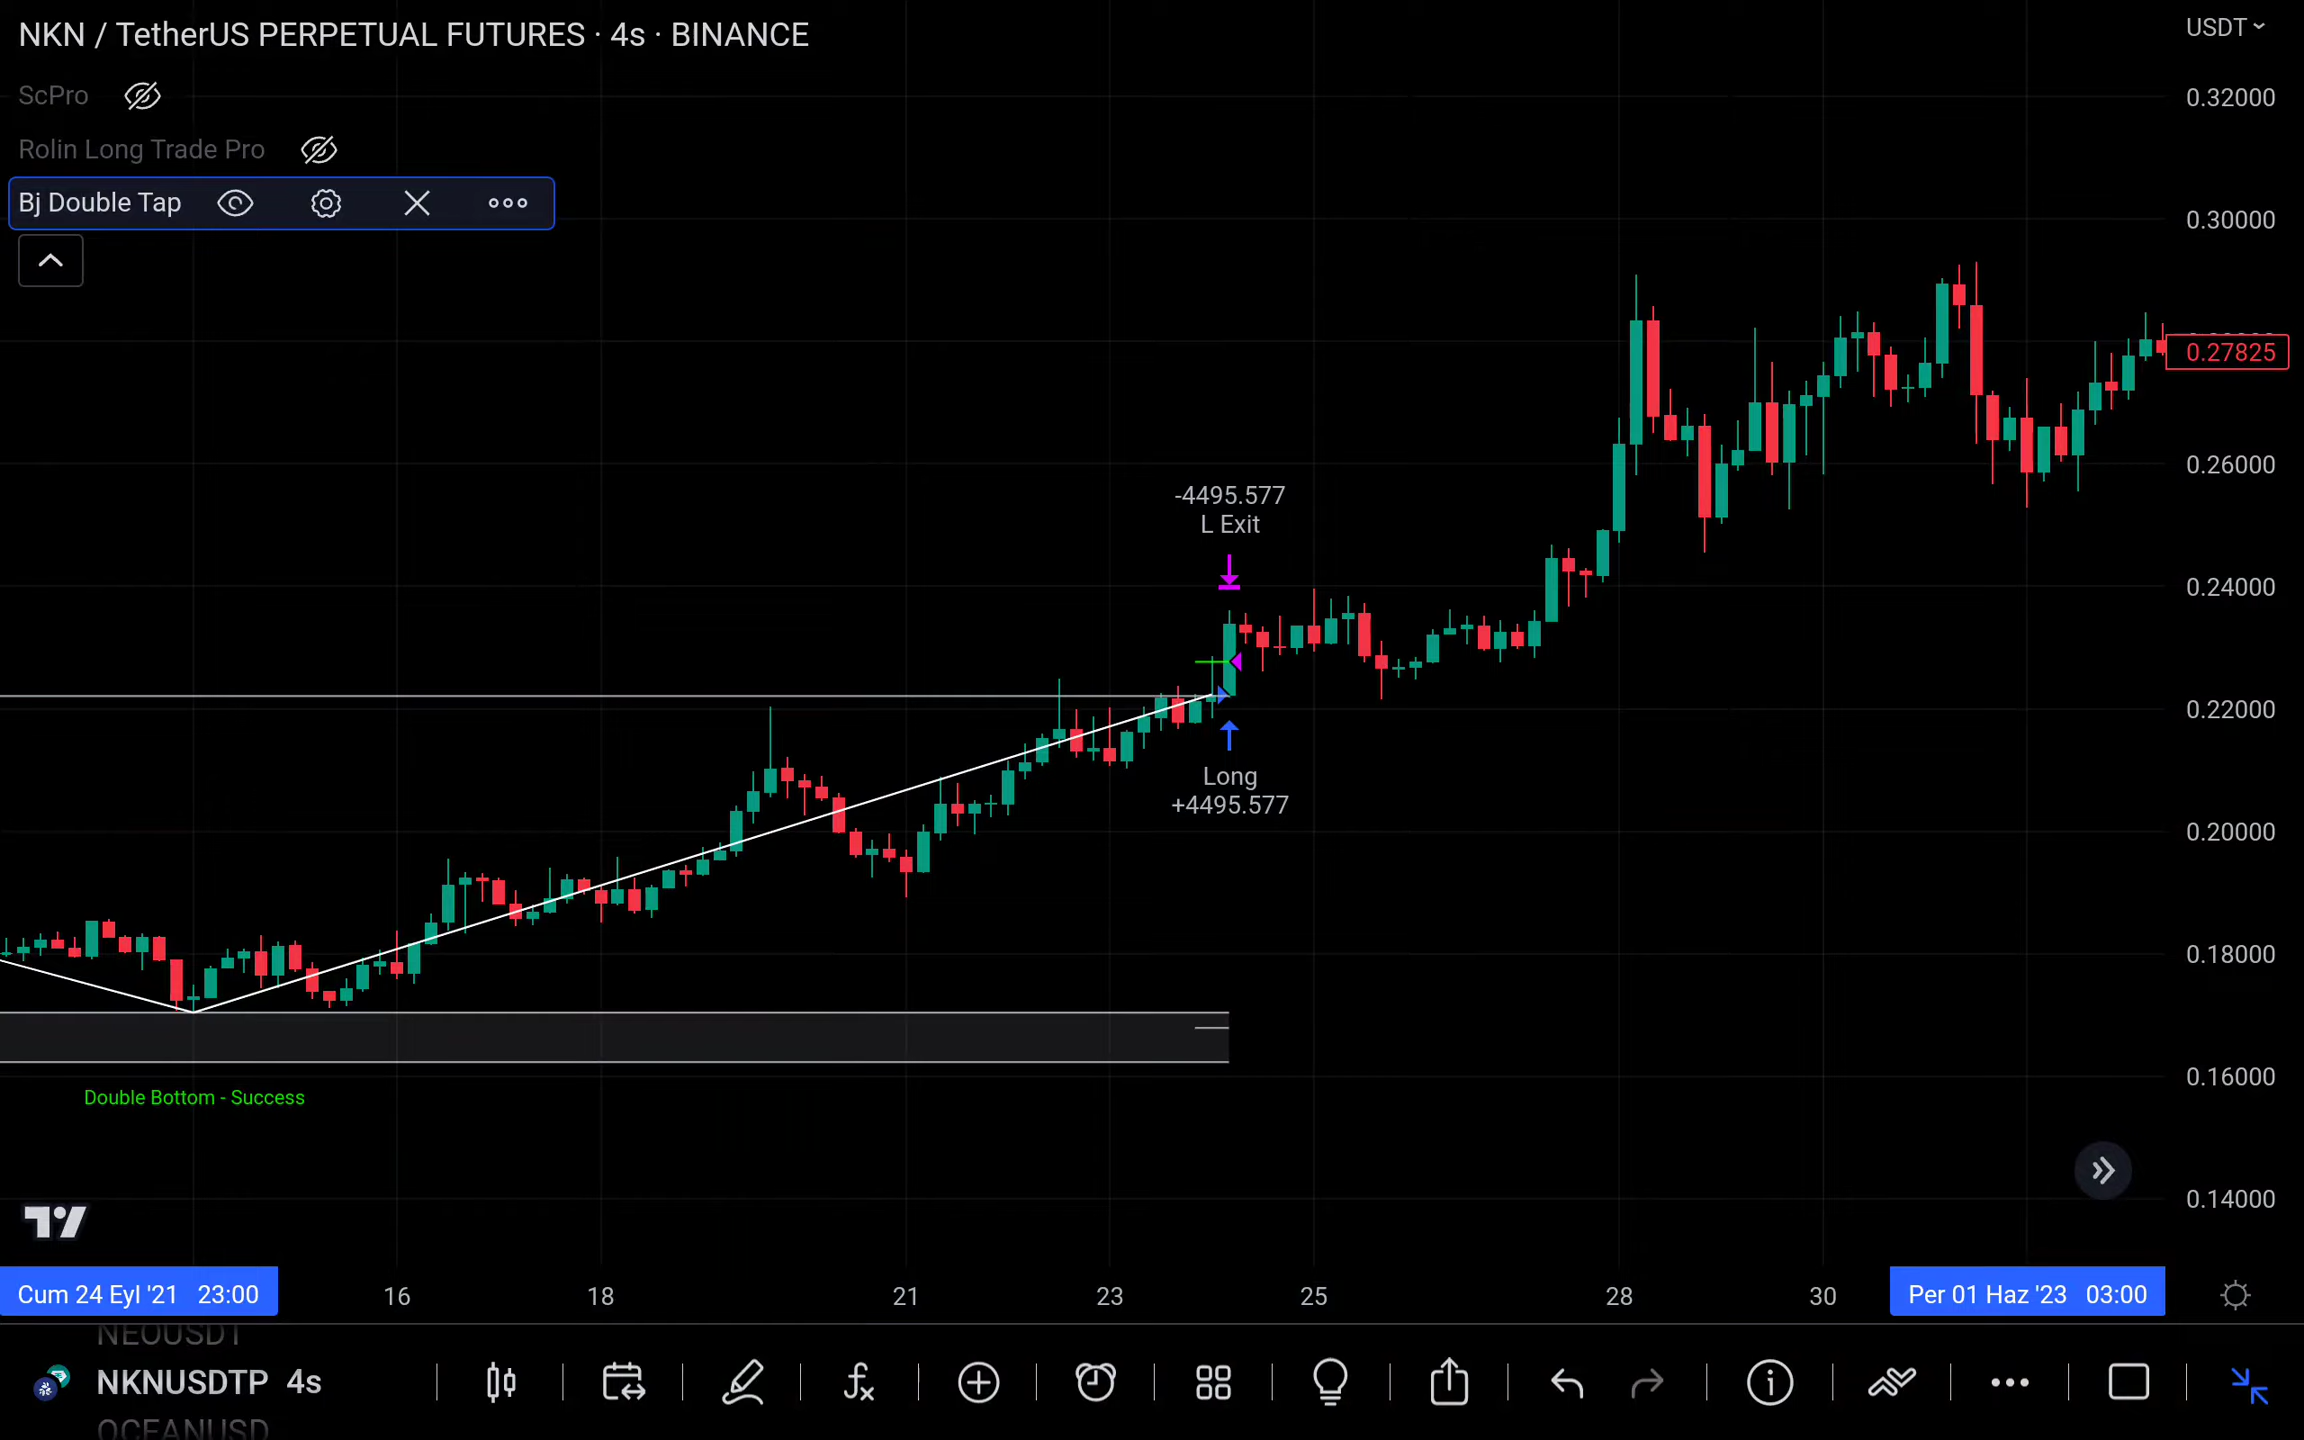 NKN / TetherUS PERPETUAL FUTURES · 4s · BINANCE
USDT
ScPro
Rolin Long Trade Pro
Bj Double Tap
0.32000
0.30000
0.27825
0.26000
0.24000
0.22000
0.20000
0.18000
0.16000
0.14000
-4495.577
L Exit
Long
+4495.577
Double Bottom - Success
Cum 24 Eyl '21 23:00
16
18
21
23
25
28
30
Per 01 Haz '23 03:00
NEOUSDT
NKNUSDTP 4s
OCEANUSD